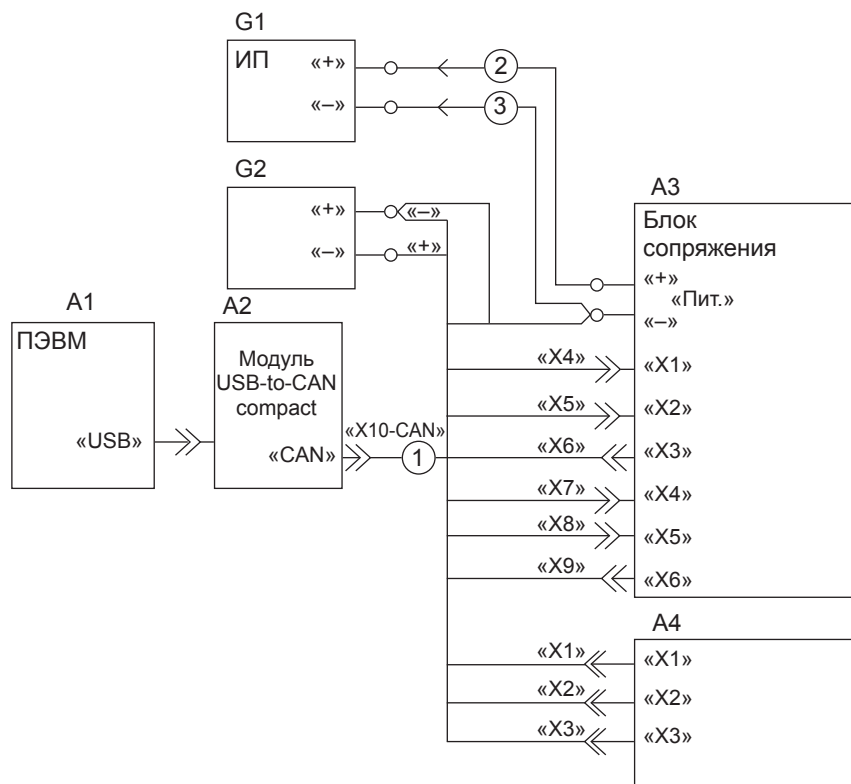 G1
ИП
«+»
2
«–»
3
G2
«+»
«–»
«–»
«+»
A3
Блок
сопряжения
«+»
«Пит.»
«–»
A1
ПЭВМ
«USB»
A2
Модуль
USB-to-CAN
compact
«CAN»
«X10-CAN»
1
«X4»
«X1»
«X5»
«X2»
«X6»
«X3»
«X7»
«X4»
«X8»
«X5»
«X9»
«X6»
A4
«X1»
«X1»
«X2»
«X2»
«X3»
«X3»